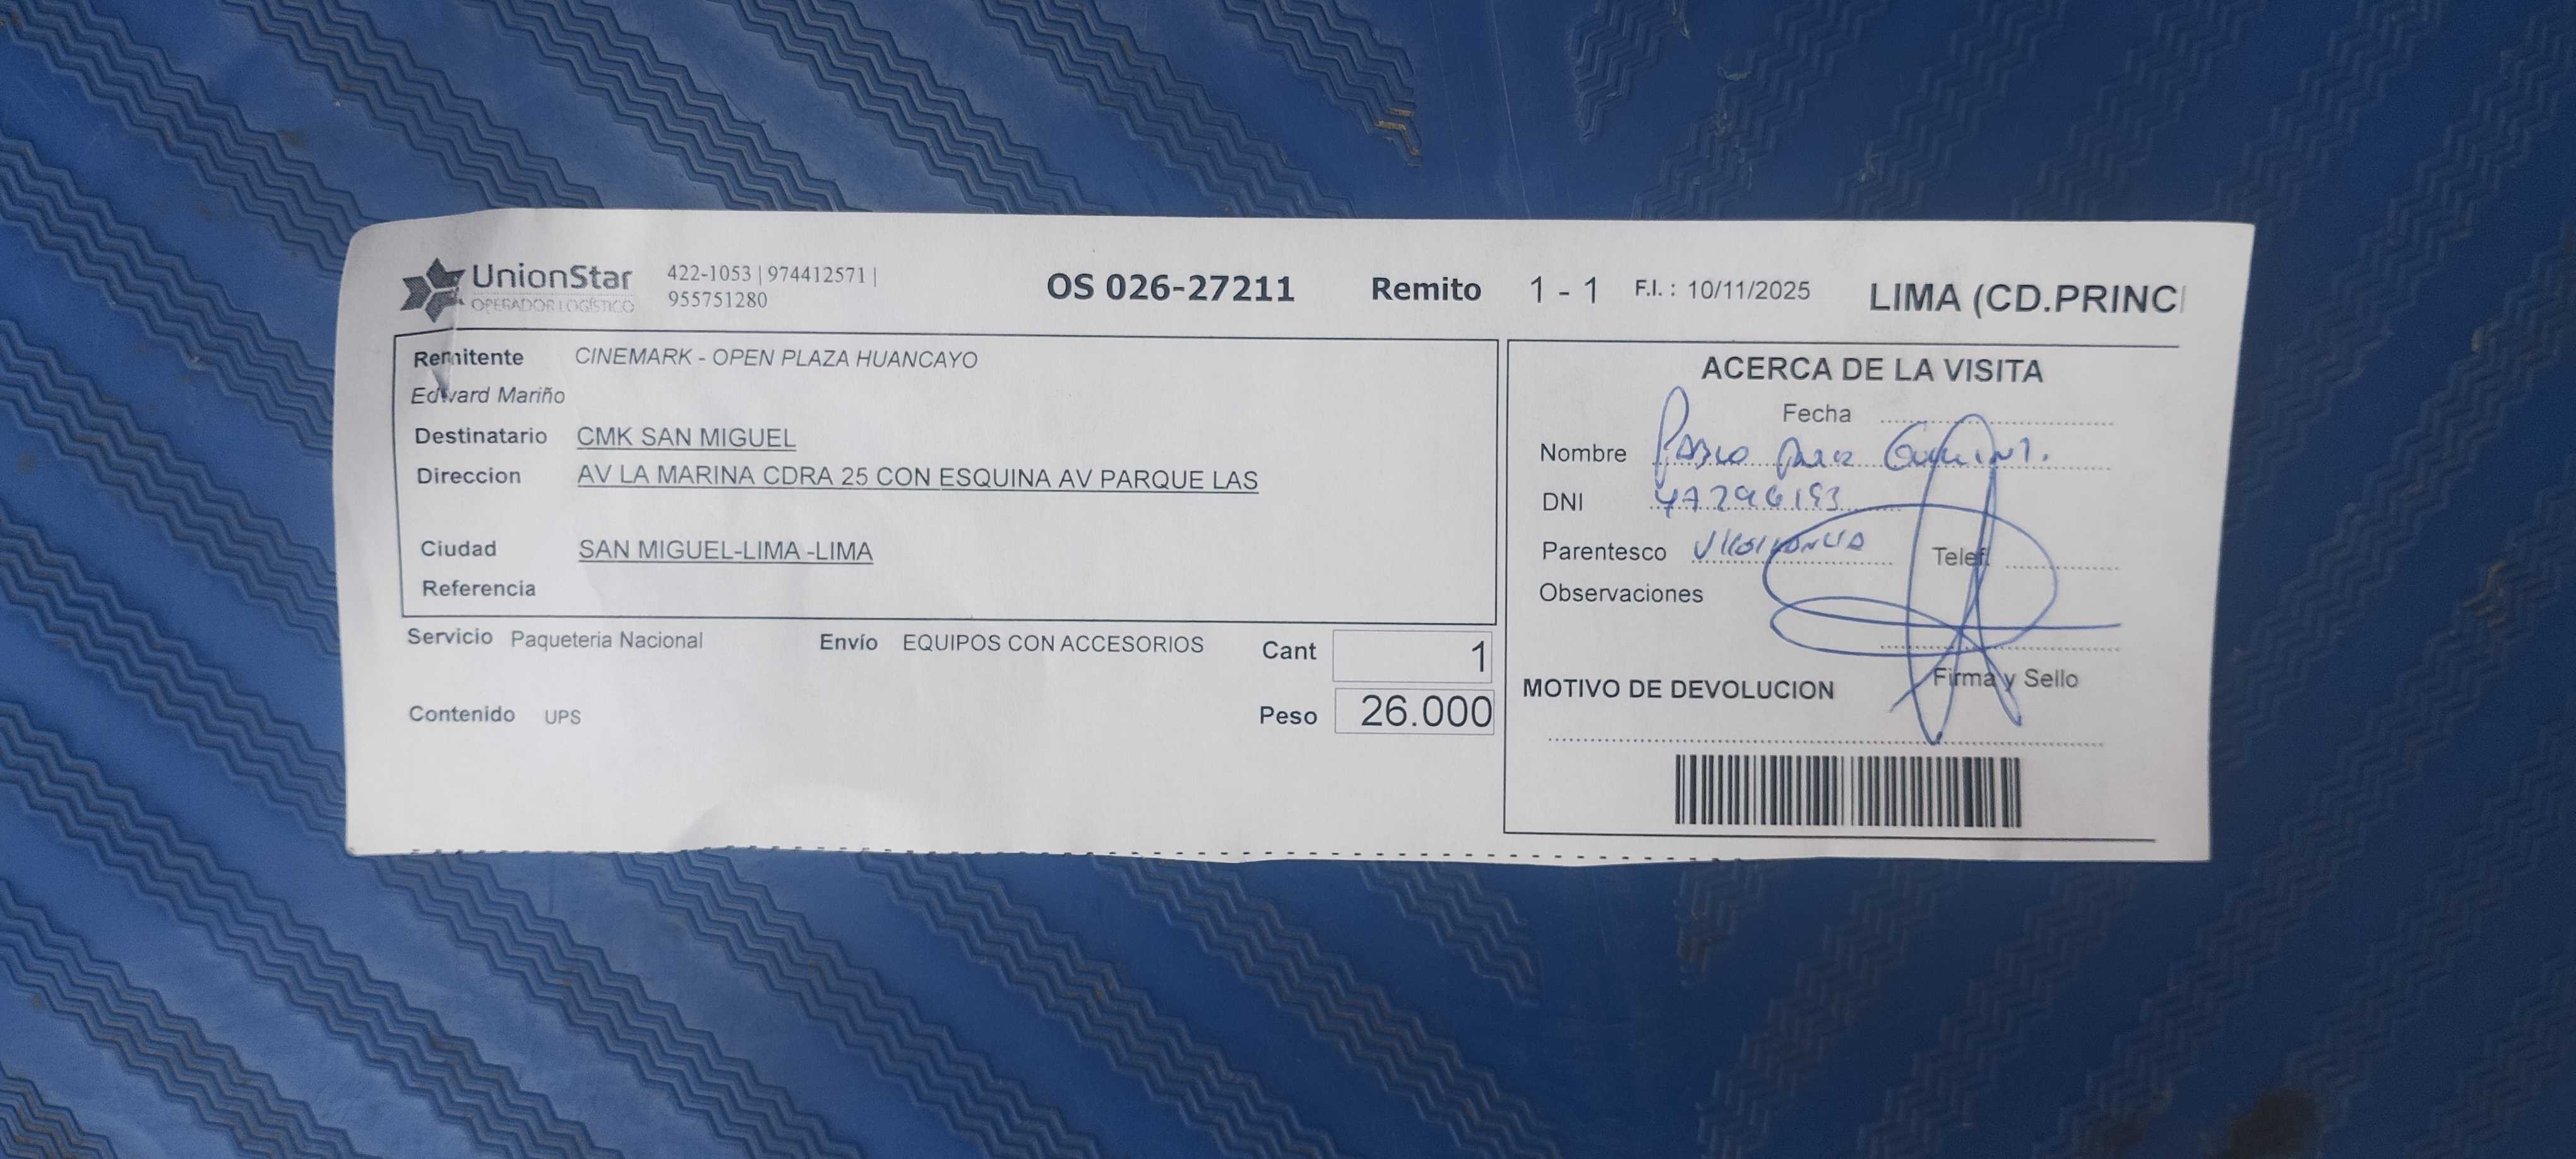 UnionStar
OPERADOR LOGÍSTICO
422-1053 | 974412571 |
955751280
OS 026-27211 Remito 1 - 1 F.I. : 10/11/2025 LIMA (CD.PRINC
Remitente CINEMARK - OPEN PLAZA HUANCAYO
Edward Mariño
Destinatario CMK SAN MIGUEL
Direccion AV LA MARINA CDRA 25 CON ESQUINA AV PARQUE LAS
Ciudad SAN MIGUEL-LIMA -LIMA
Referencia
Servicio Paqueteria Nacional Envío EQUIPOS CON ACCESORIOS Cant 1
Contenido UPS Peso 26.000
ACERCA DE LA VISITA
Fecha
Nombre Pablo
DNI 47296193
Parentesco Vigilancia Telef.
Observaciones
Firma y Sello
MOTIVO DE DEVOLUCION